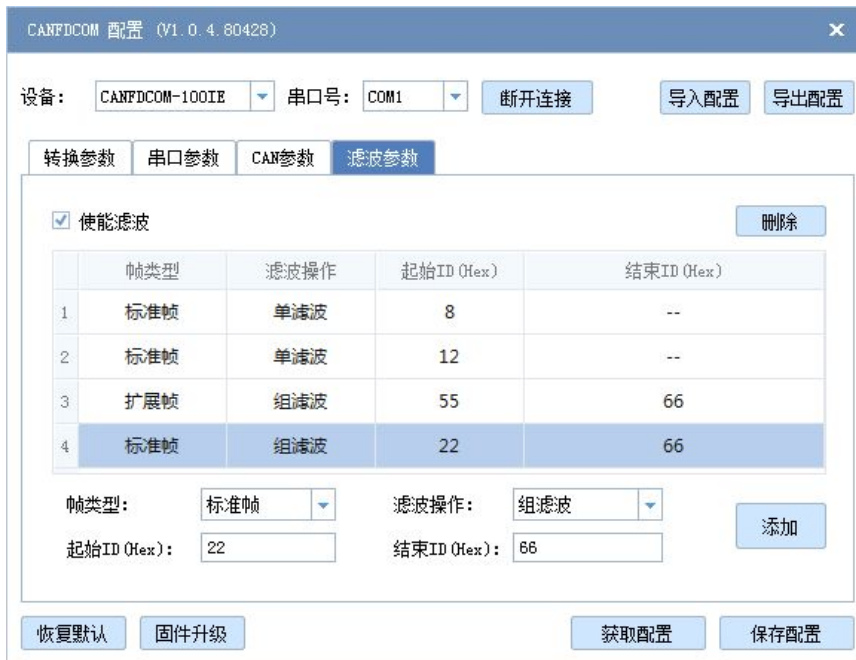 CANFDCOM 配置 (V1.0.4.80428)
设备： CANFDCOM-100IE 串口号： COM1 断开连接 导入配置 导出配置
转换参数 串口参数 CAN参数 滤波参数
使能滤波 删除
帧类型 滤波操作 起始ID(Hex) 结束ID(Hex)
1 标准帧 单滤波 8 --
2 标准帧 单滤波 12 --
3 扩展帧 组滤波 55 66
4 标准帧 组滤波 22 66
帧类型： 标准帧 滤波操作： 组滤波 添加
起始ID(Hex)： 22 结束ID(Hex)： 66
恢复默认 固件升级 获取配置 保存配置